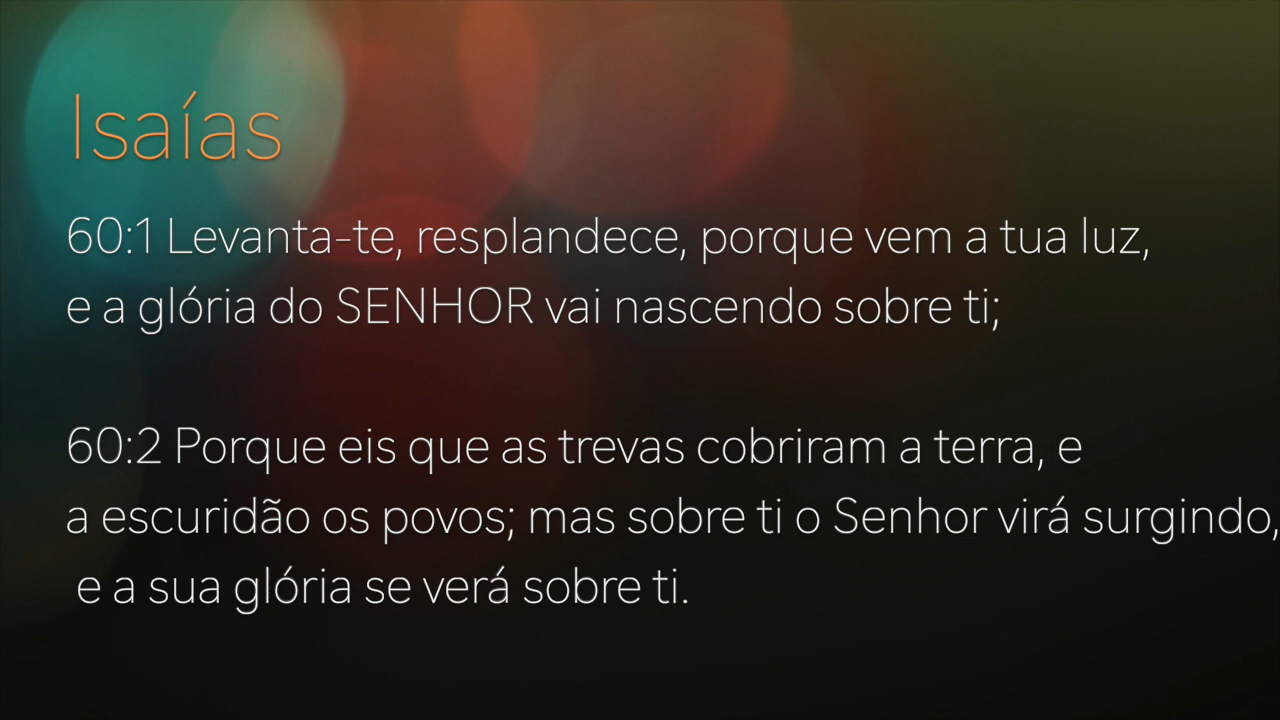 Isaías
60:1 Levanta-te, resplandece, porque vem a tua luz,
e a glória do SENHOR vai nascendo sobre ti;
60:2 Porque eis que as trevas cobriram a terra, e
a escuridão os povos; mas sobre ti o Senhor virá surgindo,
e a sua glória se verá sobre ti.